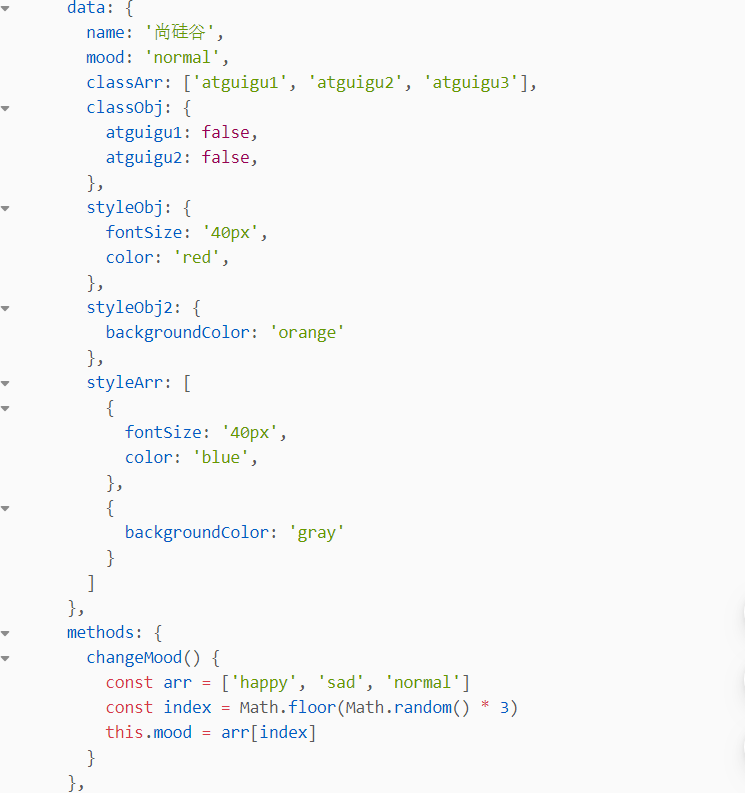 data: {
name: '尚硅谷',
mood: 'normal',
classArr: ['atguigu1', 'atguigu2', 'atguigu3'],
classObj: {
atguigu1: false,
atguigu2: false,
},
styleObj: {
fontSize: '40px',
color: 'red',
},
styleObj2: {
backgroundColor: 'orange'
},
styleArr: [
{
fontSize: '40px',
color: 'blue',
},
{
backgroundColor: 'gray'
}
]
},
methods: {
changeMood() {
const arr = ['happy', 'sad', 'normal']
const index = Math.floor(Math.random() * 3)
this.mood = arr[index]
}
},